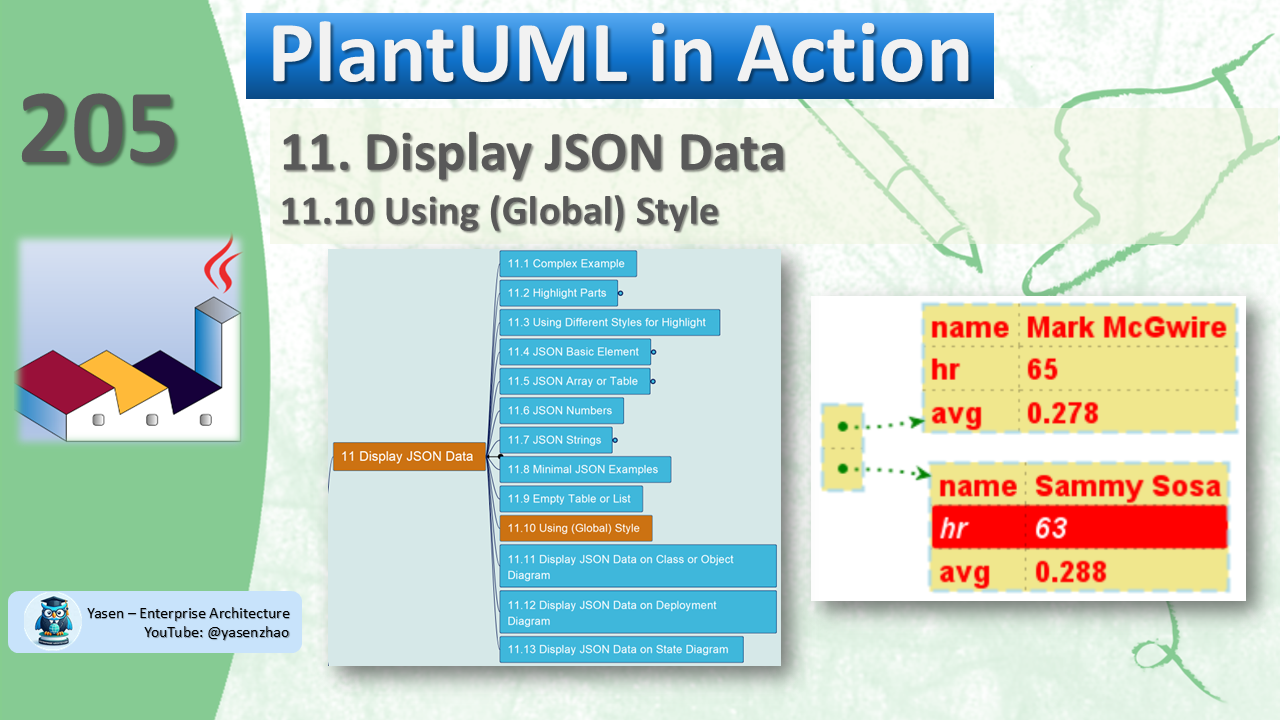 PlantUML in Action
205
11. Display JSON Data
11.10 Using (Global) Style
11 Display JSON Data
11.1 Complex Example
11.2 Highlight Parts
11.3 Using Different Styles for Highlight
11.4 JSON Basic Element
11.5 JSON Array or Table
11.6 JSON Numbers
11.7 JSON Strings
11.8 Minimal JSON Examples
11.9 Empty Table or List
11.10 Using (Global) Style
11.11 Display JSON Data on Class or Object
Diagram
11.12 Display JSON Data on Deployment
Diagram
11.13 Display JSON Data on State Diagram
name Mark McGwire
hr 65
avg 0.278
name Sammy Sosa
hr 63
avg 0.288
Yasen – Enterprise Architecture
YouTube: @yasenzhao